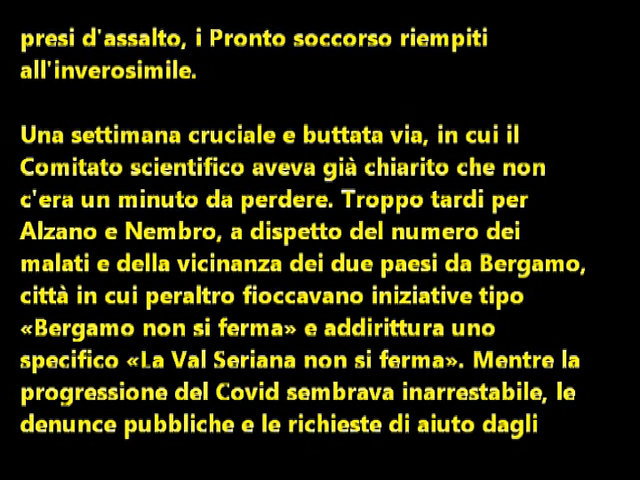 presi d'assalto, i Pronto soccorso riempiti
all'inverosimile.
Una settimana cruciale e buttata via, in cui il
Comitato scientifico aveva già chiarito che non
c'era un minuto da perdere. Troppo tardi per
Alzano e Nembro, a dispetto del numero dei
malati e della vicinanza dei due paesi da Bergamo,
città in cui peraltro fioccavano iniziative tipo
«Bergamo non si ferma» e addirittura uno
specifico «La Val Seriana non si ferma». Mentre la
progressione del Covid sembrava inarrestabile, le
denunce pubbliche e le richieste di aiuto dagli